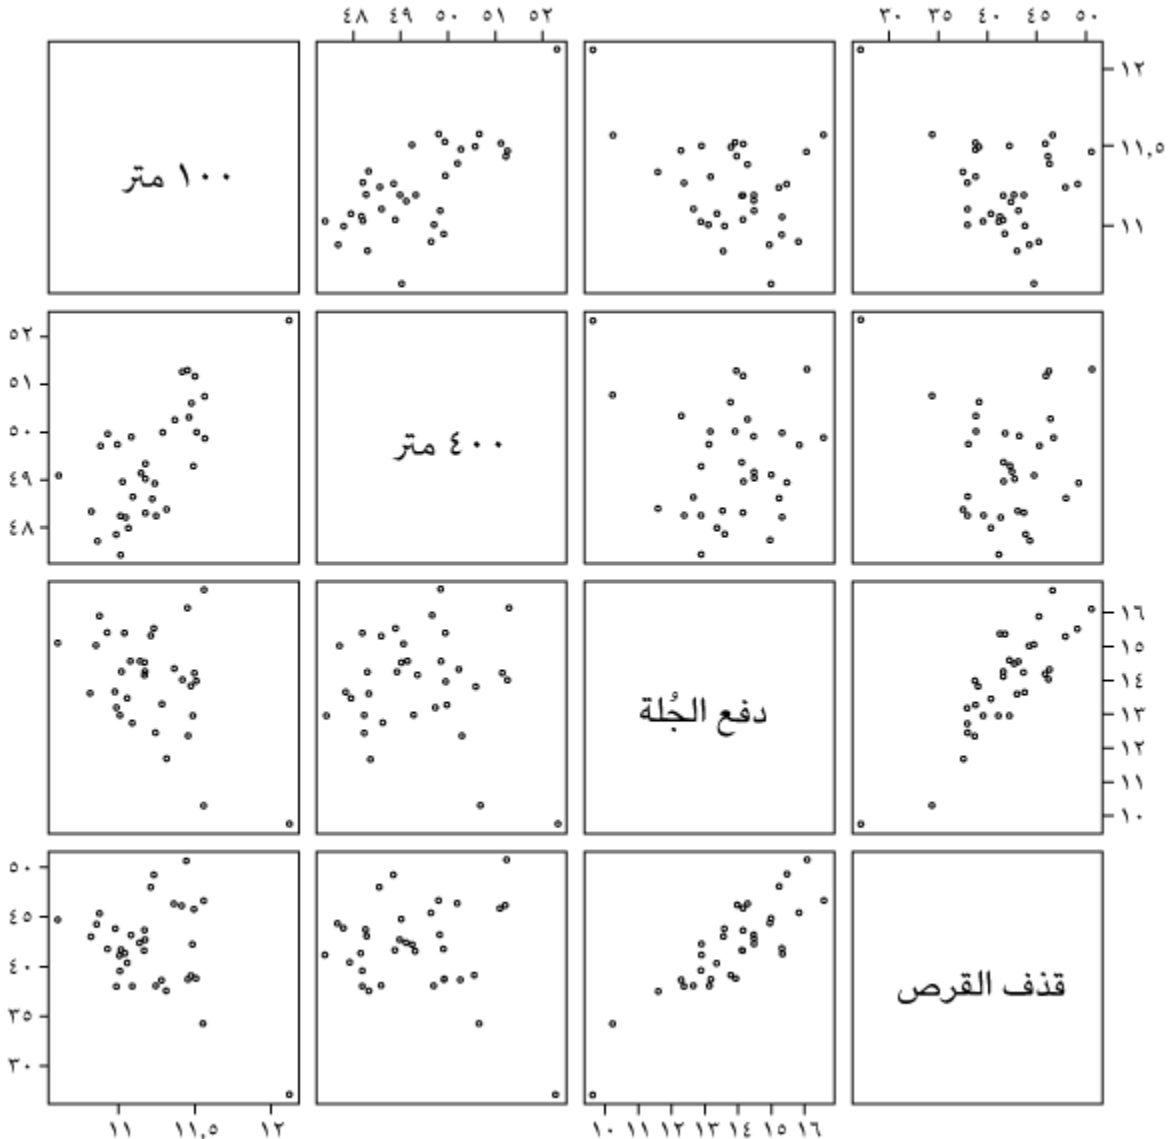 ٤٨ ٤٩ ٥٠ ٥١ ٥٢
٣٠ ٣٥ ٤٠ ٤٥ ٥٠
١٠٠ متر
١٢
١١,٥
١١
٥٢
٥١
٥٠
٤٩
٤٨
٤٠٠ متر
دفع الجُلة
١٦
١٥
١٤
١٣
١٢
١١
١٠
٥٠
٤٥
٤٠
٣٥
٣٠
قذف القرص
١١ ١١,٥ ١٢
١٠ ١١ ١٢ ١٣ ١٤ ١٥ ١٦